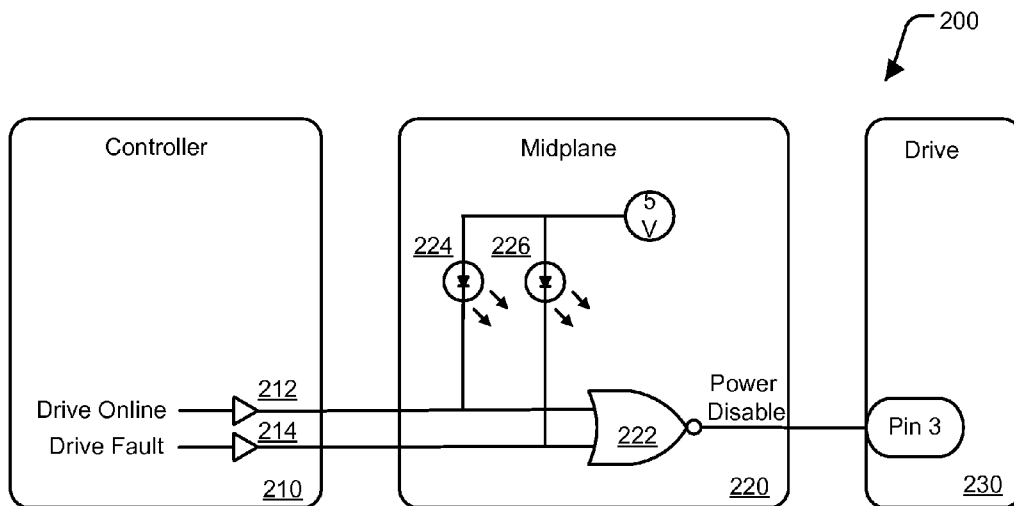 200
Controller
Midplane
Drive
5
V
224
226
212
Drive Online
Power
Disable
Drive Fault
214
222
Pin 3
210
220
230